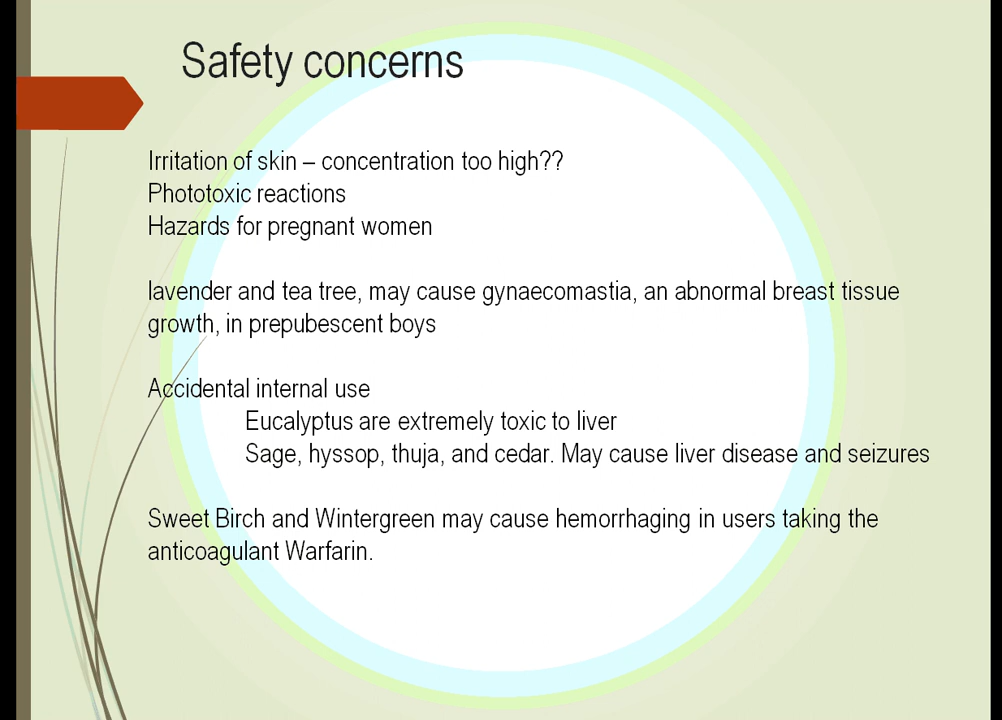 Safety concerns
Irritation of skin – concentration too high??
Phototoxic reactions
Hazards for pregnant women
lavender and tea tree, may cause gynaecomastia, an abnormal breast tissue
growth, in prepubescent boys
Accidental internal use
Eucalyptus are extremely toxic to liver
Sage, hyssop, thuja, and cedar. May cause liver disease and seizures
Sweet Birch and Wintergreen may cause hemorrhaging in users taking the
anticoagulant Warfarin.